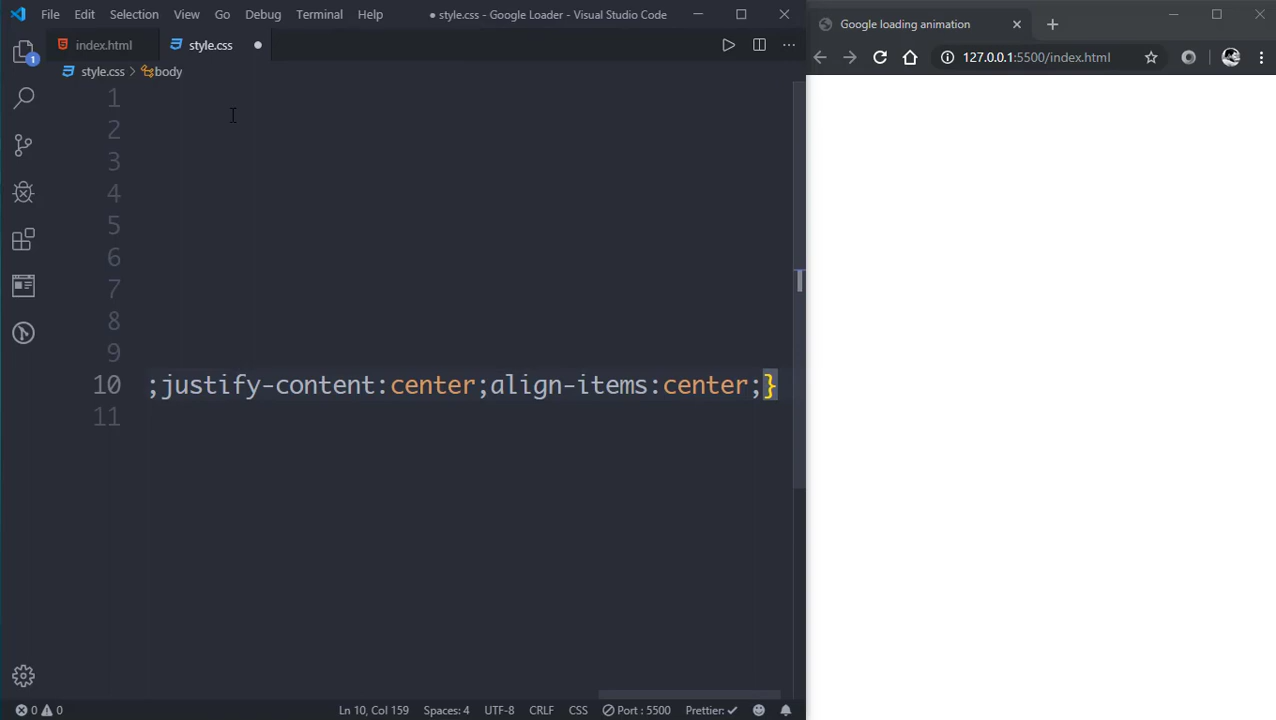 File Edit Selection View Go Debug Terminal Help ● style.css - Google Loader - Visual Studio Code
Google loading animation
index.html style.css
127.0.0.1:5500/index.html
style.css > body
1
1
2
3
4
5
6
7
8
9
10 ;justify-content:center;align-items:center;}
11
0 0 Ln 10, Col 159 Spaces: 4 UTF-8 CRLF CSS Port : 5500 Prettier: ✓